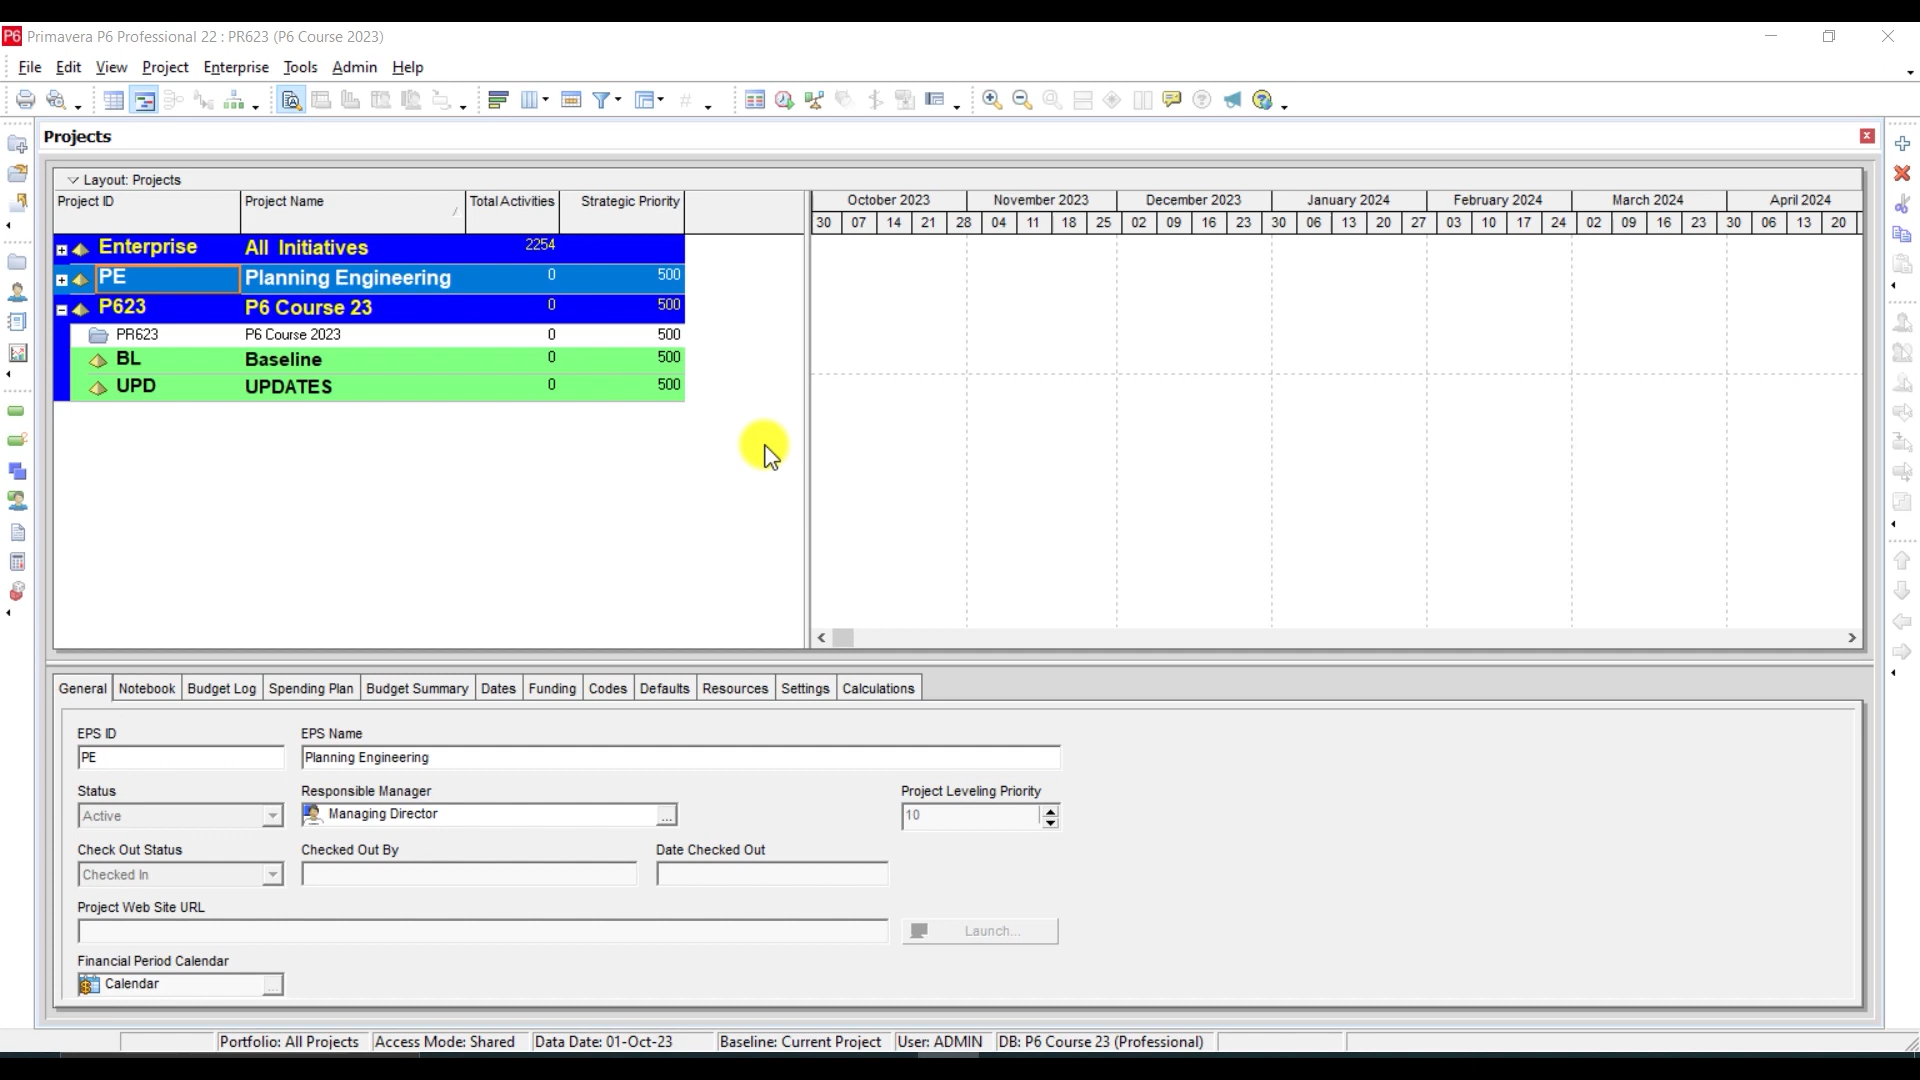 P6 Primavera P6 Professional 22 : PR623 (P6 Course 2023)
File Edit View Project Enterprise Tools Admin Help
Projects
Layout: Projects
Project ID Project Name Total Activities Strategic Priority
October 2023 November 2023 December 2023 January 2024 February 2024 March 2024 April 2024
30 07 14 21 28 04 11 18 25 02 09 16 23 30 06 13 20 27 03 10 17 24 02 09 16 23 30 06 13 20
Enterprise All Initiatives 2254
PE Planning Engineering 0 500
P623 P6 Course 23 0 500
PR623 P6 Course 2023 0 500
BL Baseline 0 500
UPD UPDATES 0 500
General Notebook Budget Log Spending Plan Budget Summary Dates Funding Codes Defaults Resources Settings Calculations
EPS ID EPS Name
PE Planning Engineering
Status Responsible Manager Project Leveling Priority
Active Managing Director ... 10
Check Out Status Checked Out By Date Checked Out
Checked In
Project Web Site URL
Launch...
Financial Period Calendar
Calendar ...
Portfolio: All Projects Access Mode: Shared Data Date: 01-Oct-23 Baseline: Current Project User: ADMIN DB: P6 Course 23 (Professional)